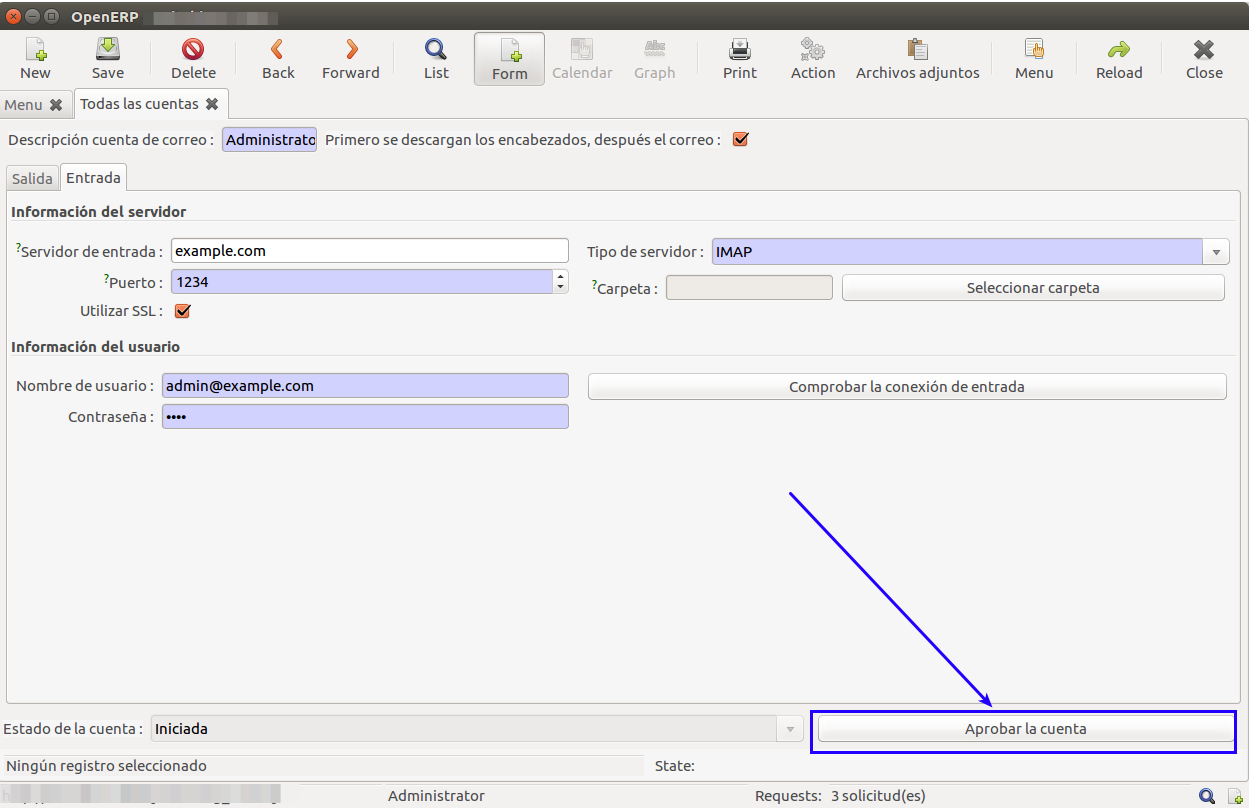 OpenERP
New Save Delete Back Forward List Form Calendar Graph Print Action Archivos adjuntos Menu Reload Close
Menu Todas las cuentas
Descripción cuenta de correo : Administrato Primero se descargan los encabezados, después el correo :
Salida Entrada
Información del servidor
? Servidor de entrada : example.com Tipo de servidor : IMAP
? Puerto : 1234 ? Carpeta : Seleccionar carpeta
Utilizar SSL :
Información del usuario
Nombre de usuario : admin@example.com Comprobar la conexión de entrada
Contraseña : ••••
Estado de la cuenta : Iniciada Aprobar la cuenta
Ningún registro seleccionado State:
Administrator Requests: 3 solicitud(es)